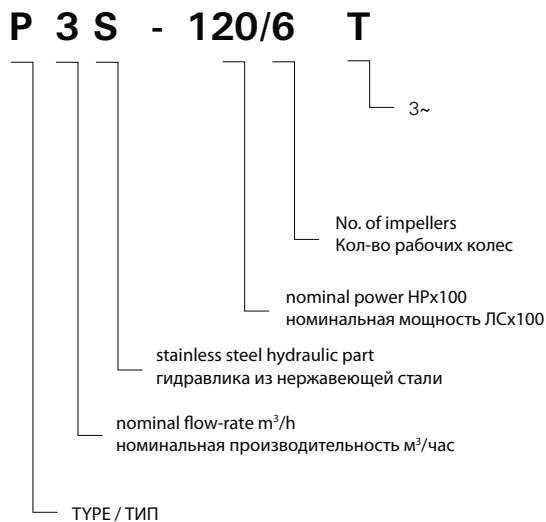 P 3 S - 120/6 T
3~
No. of impellers
Кол-во рабочих колес
nominal power HPx100
номинальная мощность ЛСх100
stainless steel hydraulic part
гидравлика из нержавеющей стали
nominal flow-rate m³/h
номинальная производительность м³/час
TYPE / ТИП